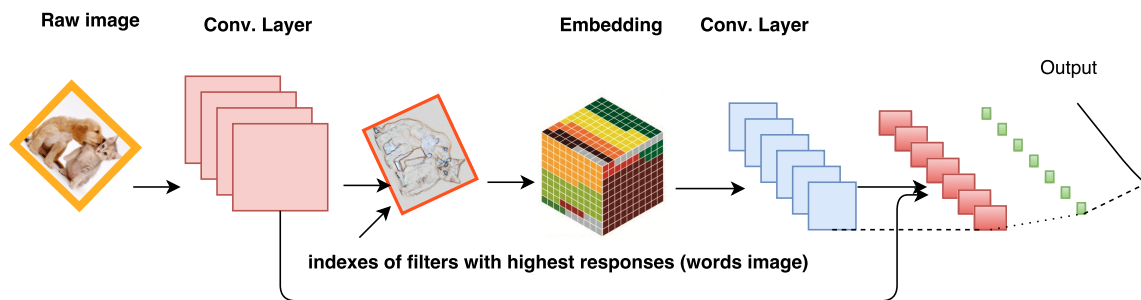 Raw image
Conv. Layer
Embedding
Conv. Layer
Output
indexes of filters with highest responses (words image)